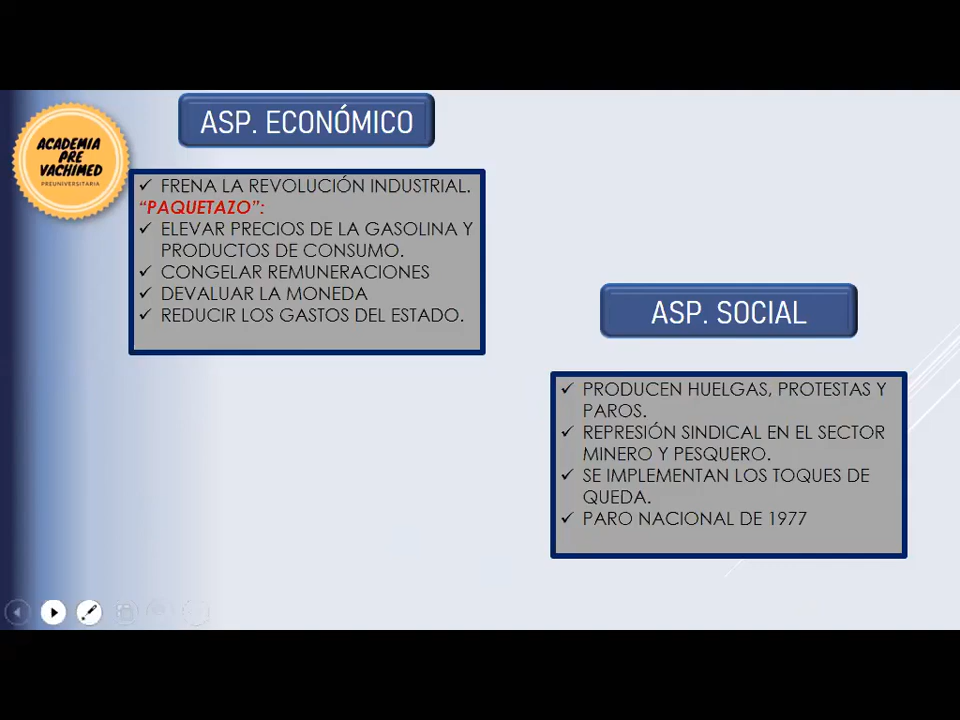 ACADEMIA
PRE
VACHIMED
PREUNIVERSITARIA
ASP. ECONÓMICO
✓ FRENA LA REVOLUCIÓN INDUSTRIAL.
“PAQUETAZO”:
✓ ELEVAR PRECIOS DE LA GASOLINA Y
PRODUCTOS DE CONSUMO.
✓ CONGELAR REMUNERACIONES
✓ DEVALUAR LA MONEDA
✓ REDUCIR LOS GASTOS DEL ESTADO.
ASP. SOCIAL
✓ PRODUCEN HUELGAS, PROTESTAS Y
PAROS.
✓ REPRESIÓN SINDICAL EN EL SECTOR
MINERO Y PESQUERO.
✓ SE IMPLEMENTAN LOS TOQUES DE
QUEDA.
✓ PARO NACIONAL DE 1977